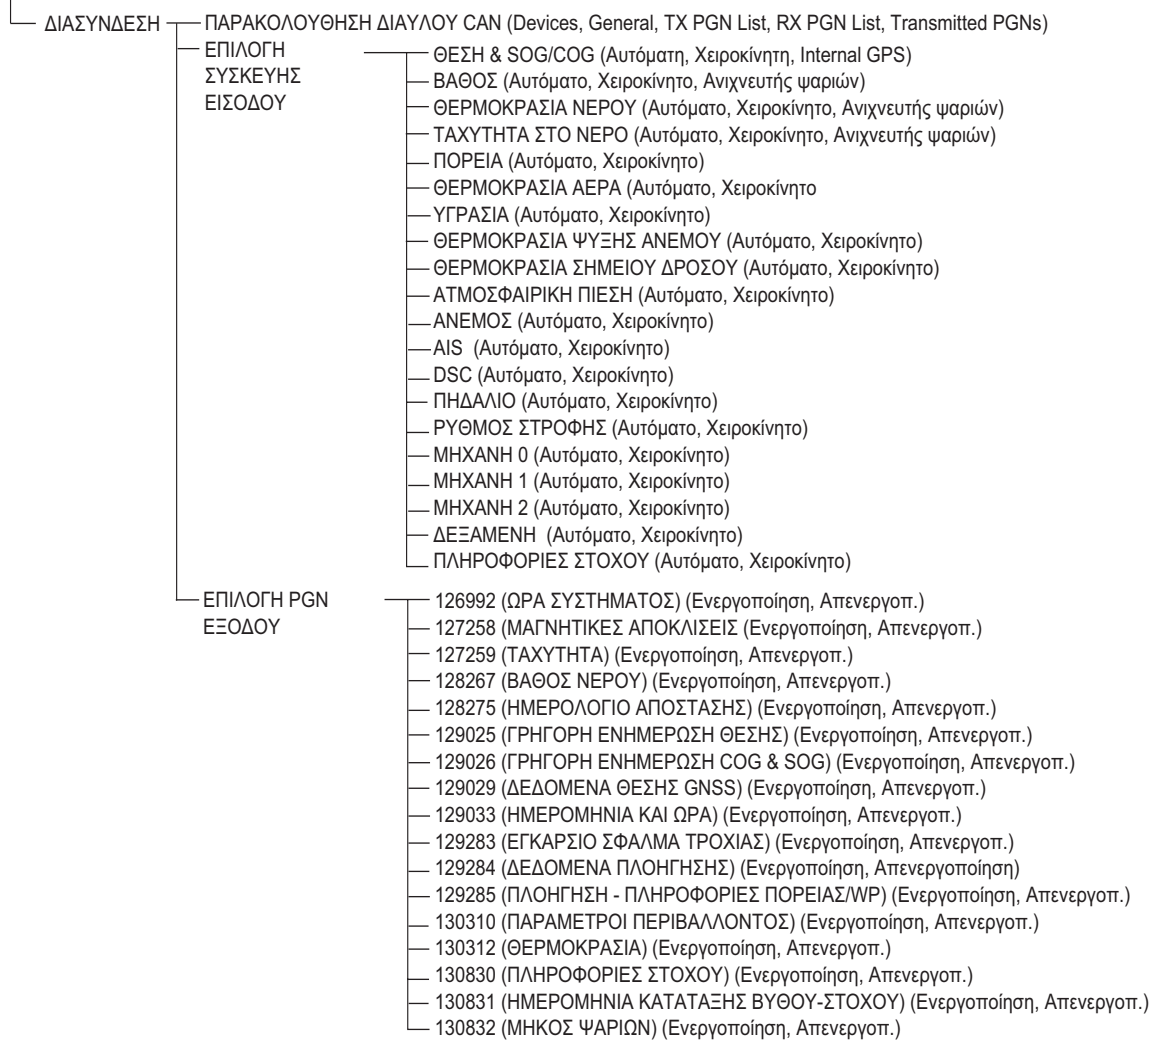 ΔΙΑΣΥΝΔΕΣΗ
ΠΑΡΑΚΟΛΟΥΘΗΣΗ ΔΙΑΥΛΟΥ CAN (Devices, General, TX PGN List, RX PGN List, Transmitted PGNs)
ΕΠΙΛΟΓΗ
ΣΥΣΚΕΥΗΣ
ΕΙΣΟΔΟΥ
ΘΕΣΗ & SOG/COG (Αυτόματη, Χειροκίνητη, Internal GPS)
ΒΑΘΟΣ (Αυτόματο, Χειροκίνητο, Ανιχνευτής ψαριών)
ΘΕΡΜΟΚΡΑΣΙΑ ΝΕΡΟΥ (Αυτόματο, Χειροκίνητο, Ανιχνευτής ψαριών)
ΤΑΧΥΤΗΤΑ ΣΤΟ ΝΕΡΟ (Αυτόματο, Χειροκίνητο, Ανιχνευτής ψαριών)
ΠΟΡΕΙΑ (Αυτόματο, Χειροκίνητο)
ΘΕΡΜΟΚΡΑΣΙΑ ΑΕΡΑ (Αυτόματο, Χειροκίνητο
ΥΓΡΑΣΙΑ (Αυτόματο, Χειροκίνητο)
ΘΕΡΜΟΚΡΑΣΙΑ ΨΥΞΗΣ ΑΝΕΜΟΥ (Αυτόματο, Χειροκίνητο)
ΘΕΡΜΟΚΡΑΣΙΑ ΣΗΜΕΙΟΥ ΔΡΟΣΟΥ (Αυτόματο, Χειροκίνητο)
ΑΤΜΟΣΦΑΙΡΙΚΗ ΠΙΕΣΗ (Αυτόματο, Χειροκίνητο)
ΑΝΕΜΟΣ (Αυτόματο, Χειροκίνητο)
AIS (Αυτόματο, Χειροκίνητο)
DSC (Αυτόματο, Χειροκίνητο)
ΠΗΔΑΛΙΟ (Αυτόματο, Χειροκίνητο)
ΡΥΘΜΟΣ ΣΤΡΟΦΗΣ (Αυτόματο, Χειροκίνητο)
ΜΗΧΑΝΗ 0 (Αυτόματο, Χειροκίνητο)
ΜΗΧΑΝΗ 1 (Αυτόματο, Χειροκίνητο)
ΜΗΧΑΝΗ 2 (Αυτόματο, Χειροκίνητο)
ΔΕΞΑΜΕΝΗ (Αυτόματο, Χειροκίνητο)
ΠΛΗΡΟΦΟΡΙΕΣ ΣΤΟΧΟΥ (Αυτόματο, Χειροκίνητο)
ΕΠΙΛΟΓΗ PGN
ΕΞΟΔΟΥ
126992 (ΩΡΑ ΣΥΣΤΗΜΑΤΟΣ) (Ενεργοποίηση, Απενεργοπ.)
127258 (ΜΑΓΝΗΤΙΚΕΣ ΑΠΟΚΛΙΣΕΙΣ (Ενεργοποίηση, Απενεργοπ.)
127259 (ΤΑΧΥΤΗΤΑ) (Ενεργοποίηση, Απενεργοπ.)
128267 (ΒΑΘΟΣ ΝΕΡΟΥ) (Ενεργοποίηση, Απενεργοπ.)
128275 (ΗΜΕΡΟΛΟΓΙΟ ΑΠΟΣΤΑΣΗΣ) (Ενεργοποίηση, Απενεργοπ.)
129025 (ΓΡΗΓΟΡΗ ΕΝΗΜΕΡΩΣΗ ΘΕΣΗΣ) (Ενεργοποίηση, Απενεργοπ.)
129026 (ΓΡΗΓΟΡΗ ΕΝΗΜΕΡΩΣΗ COG & SOG) (Ενεργοποίηση, Απενεργοπ.)
129029 (ΔΕΔΟΜΕΝΑ ΘΕΣΗΣ GNSS) (Ενεργοποίηση, Απενεργοπ.)
129033 (ΗΜΕΡΟΜΗΝΙΑ ΚΑΙ ΩΡΑ) (Ενεργοποίηση, Απενεργοπ.)
129283 (ΕΓΚΑΡΣΙΟ ΣΦΑΛΜΑ ΤΡΟΧΙΑΣ) (Ενεργοποίηση, Απενεργοπ.)
129284 (ΔΕΔΟΜΕΝΑ ΠΛΟΗΓΗΣΗΣ) (Ενεργοποίηση, Απενεργοποίηση)
129285 (ΠΛΟΗΓΗΣΗ - ΠΛΗΡΟΦΟΡΙΕΣ ΠΟΡΕΙΑΣ/WP) (Ενεργοποίηση, Απενεργοπ.)
130310 (ΠΑΡΑΜΕΤΡΟΙ ΠΕΡΙΒΑΛΛΟΝΤΟΣ) (Ενεργοποίηση, Απενεργοπ.)
130312 (ΘΕΡΜΟΚΡΑΣΙΑ) (Ενεργοποίηση, Απενεργοπ.)
130830 (ΠΛΗΡΟΦΟΡΙΕΣ ΣΤΟΧΟΥ) (Ενεργοποίηση, Απενεργοπ.)
130831 (ΗΜΕΡΟΜΗΝΙΑ ΚΑΤΑΤΑΞΗΣ ΒΥΘΟΥ-ΣΤΟΧΟΥ) (Ενεργοποίηση, Απενεργοπ.)
130832 (ΜΗΚΟΣ ΨΑΡΙΩΝ) (Ενεργοποίηση, Απενεργοπ.)